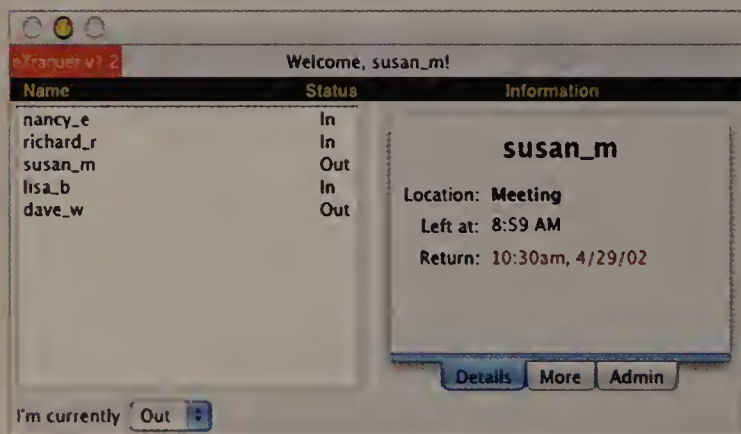 Welcome, susan_m!
Name Status Information
nancy_e In
richard_r In
susan_m Out
lisa_b In
dave_w Out
susan_m
Location: Meeting
Left at: 8:59 AM
Return: 10:30am, 4/29/02
Details More Admin
I'm currently Out